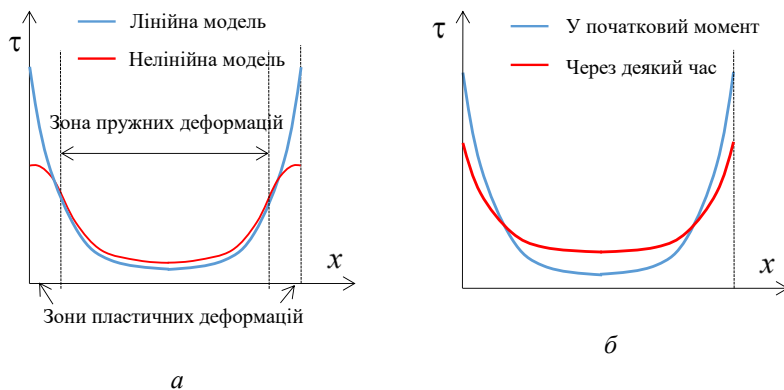 τ
Лінійна модель
Нелінійна модель
Зона пружних деформацій
x
Зони пластичних деформацій
а
τ
У початковий момент
Через деякий час
x
б